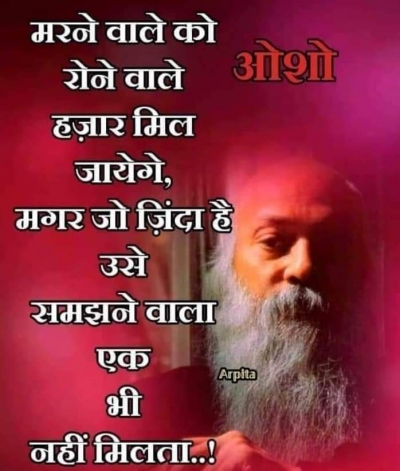 मरने वाले को
ओशो
रोने वाले
हज़ार मिल
जायेगे,
मगर जो ज़िंदा है
उसे
समझने वाला
एक
Arpita
भी
नहीं मिलता..!